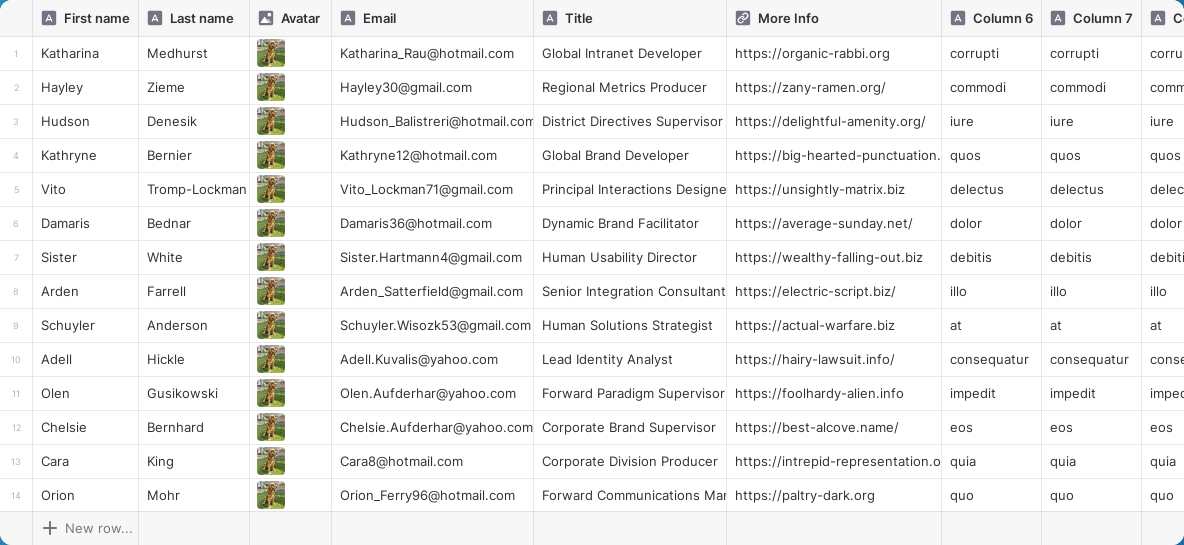 First name Last name Avatar Email Title More Info Column 6 Column 7
1 Katharina Medhurst Katharina_Rau@hotmail.com Global Intranet Developer https://organic-rabbi.org corrupti corrupti corru
2 Hayley Zieme Hayley30@gmail.com Regional Metrics Producer https://zany-ramen.org/ commodi commodi comm
3 Hudson Denesik Hudson_Balistreri@hotmail.com District Directives Supervisor https://delightful-amenity.org/ iure iure iure
4 Kathryne Bernier Kathryne12@hotmail.com Global Brand Developer https://big-hearted-punctuation. quos quos quos
5 Vito Tromp-Lockman Vito_Lockman71@gmail.com Principal Interactions Designe https://unsightly-matrix.biz delectus delectus delec
6 Damaris Bednar Damaris36@hotmail.com Dynamic Brand Facilitator https://average-sunday.net/ dolor dolor dolor
7 Sister White Sister.Hartmann4@gmail.com Human Usability Director https://wealthy-falling-out.biz debitis debitis debiti
8 Arden Farrell Arden_Satterfield@gmail.com Senior Integration Consultant https://electric-script.biz/ illo illo illo
9 Schuyler Anderson Schuyler.Wisozk53@gmail.com Human Solutions Strategist https://actual-warfare.biz at at at
10 Adell Hickle Adell.Kuvalis@yahoo.com Lead Identity Analyst https://hairy-lawsuit.info/ consequatur consequatur conse
11 Olen Gusikowski Olen.Aufderhar@yahoo.com Forward Paradigm Supervisor https://foolhardy-alien.info impedit impedit imped
12 Chelsie Bernhard Chelsie.Aufderhar@yahoo.com Corporate Brand Supervisor https://best-alcove.name/ eos eos eos
13 Cara King Cara8@hotmail.com Corporate Division Producer https://intrepid-representation.o quia quia quia
14 Orion Mohr Orion_Ferry96@hotmail.com Forward Communications Mar https://paltry-dark.org quo quo quo
New row...